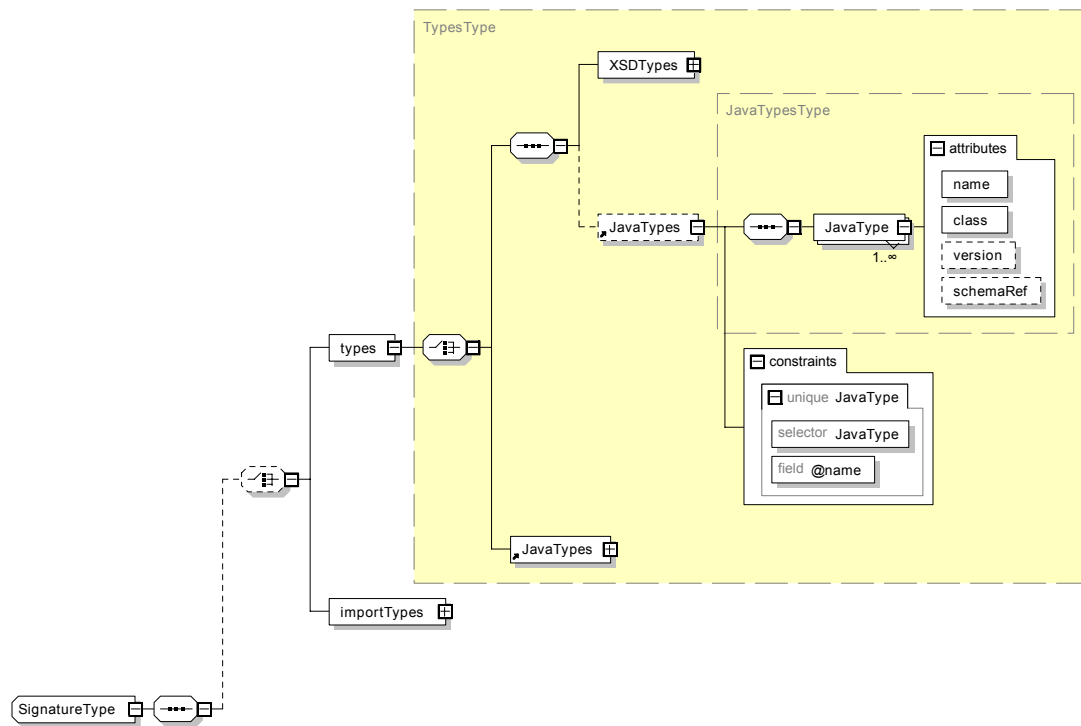 TypesType
XSDTypes
JavaTypesType
attributes
name
class
JavaTypes
JavaType
version
1..∞
schemaRef
types
constraints
unique JavaType
selector JavaType
field @name
JavaTypes
importTypes
SignatureType